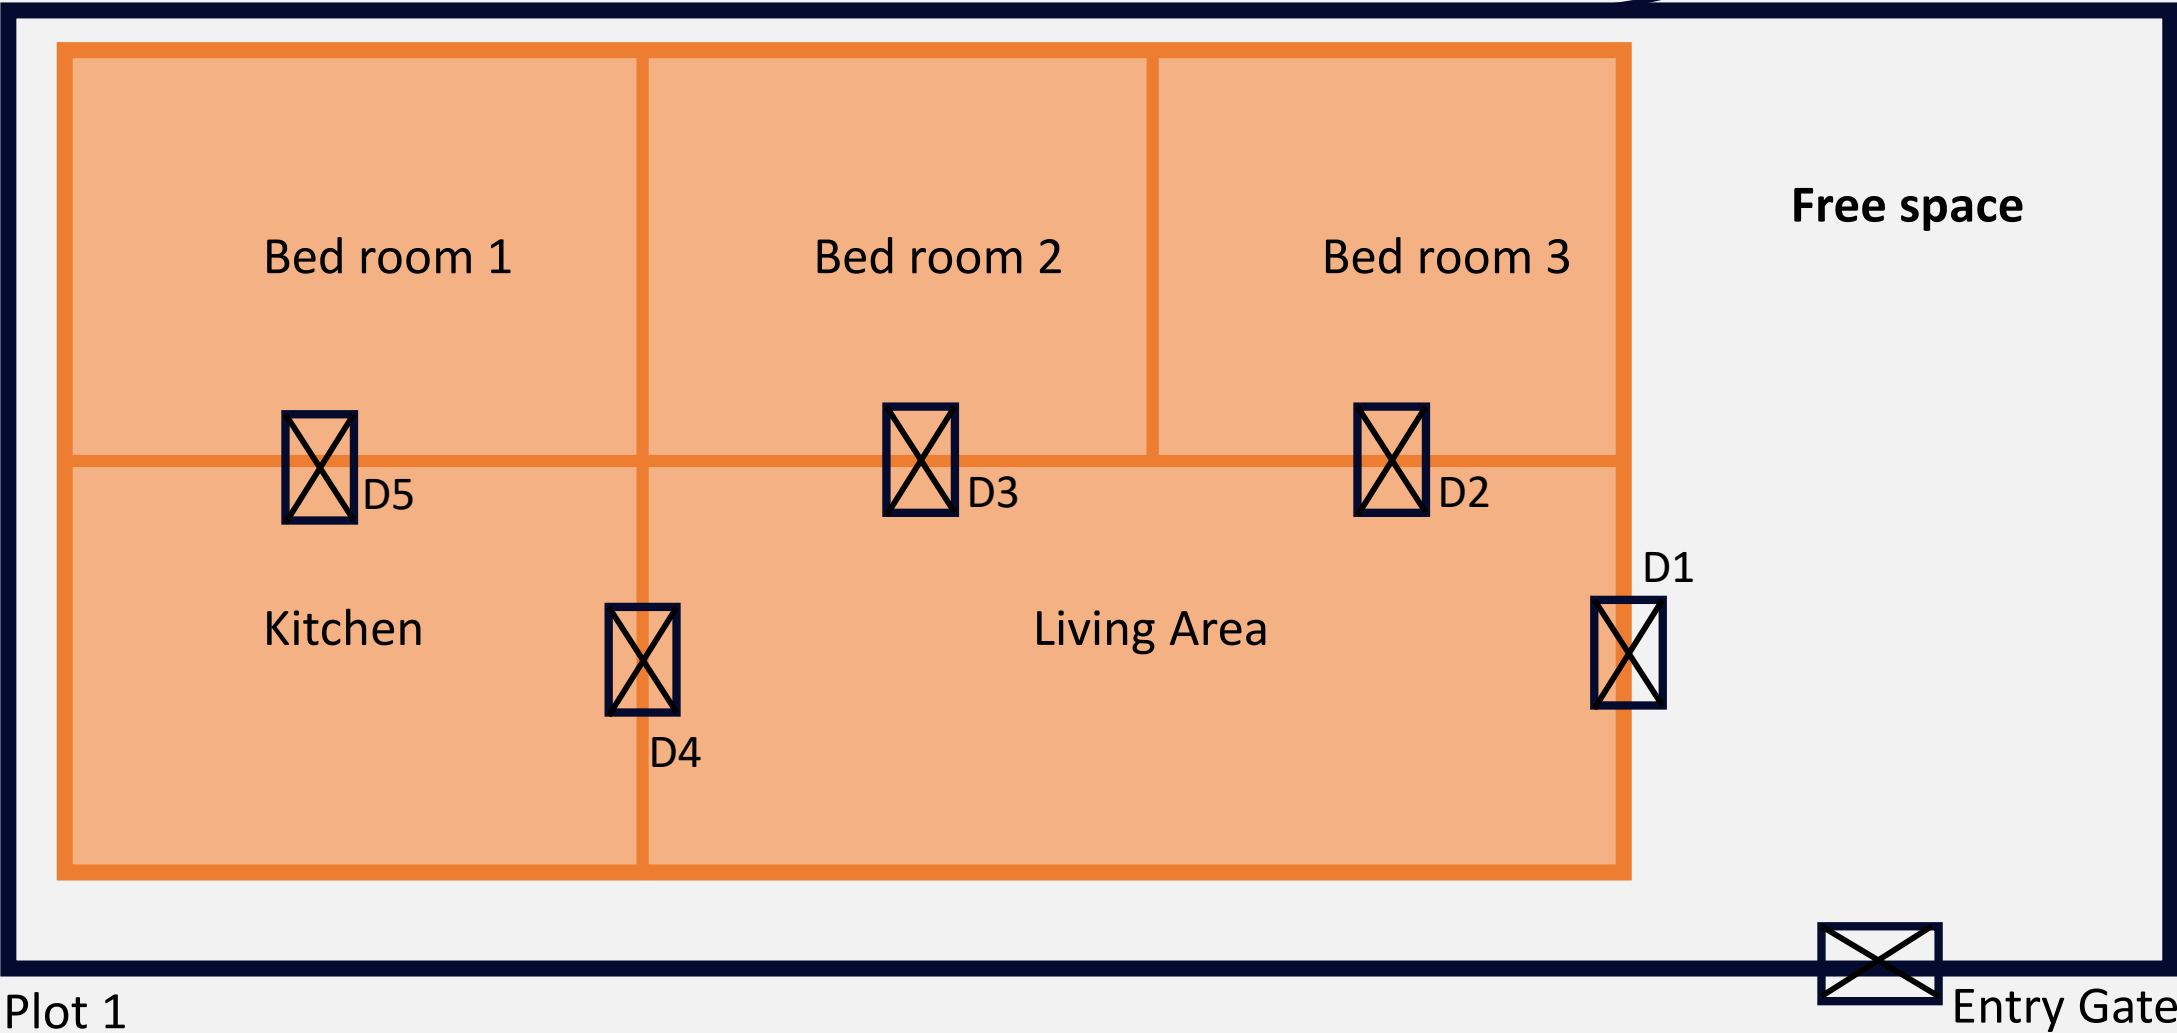 Free space
Bed room 1
Bed room 2
Bed room 3
D5
D3
D2
D1
Kitchen
Living Area
D4
Plot 1
Entry Gate